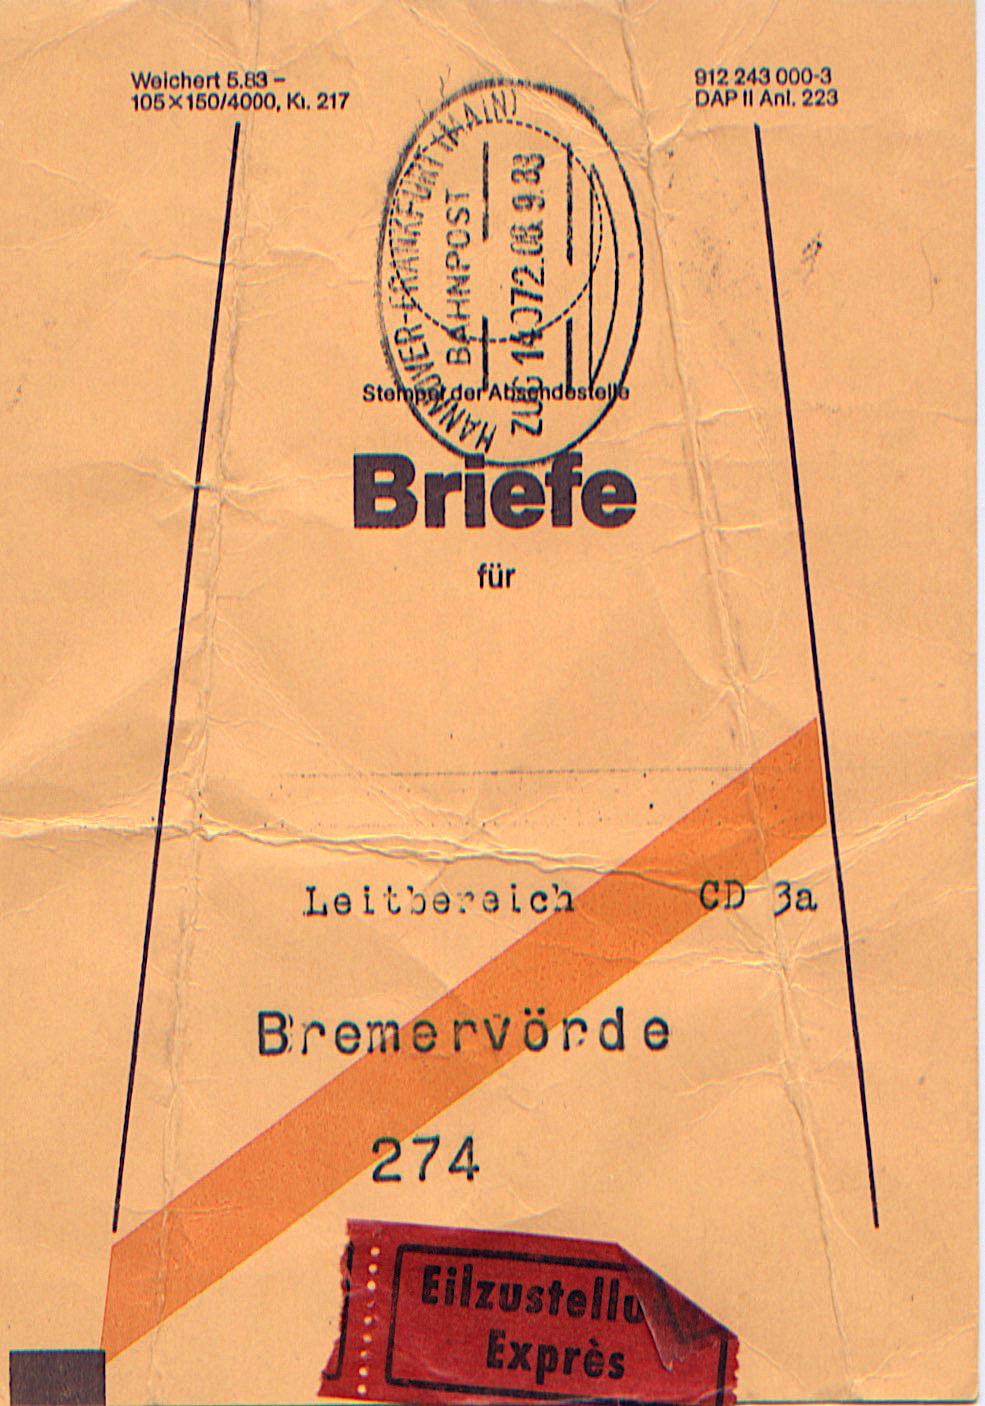 Weichert 5.83 –
105×150/4000, Kl. 217
912 243 000-3
DAP II Anl. 223
HANNOVER-FRANKFURT (MAIN)
BAHNPOST
ZUG 14072.08.9.83
Stempel der Absendestelle
Briefe
für
Leitbereich CD 3a
Bremervörde
274
Eilzustellu
Exprès